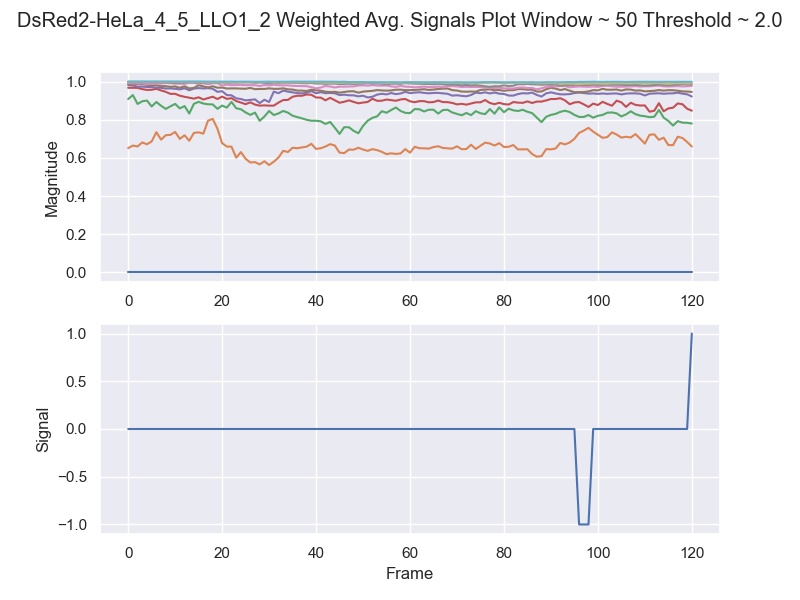 DsRed2-HeLa_4_5_LLO1_2 Weighted Avg. Signals Plot Window ~ 50 Threshold ~ 2.0
1.0
0.8
0.6
0.4
0.2
0.0
Magnitude
0 20 40 60 80 100 120
1.0
0.5
0.0
−0.5
−1.0
Signal
0 20 40 60 80 100 120
Frame